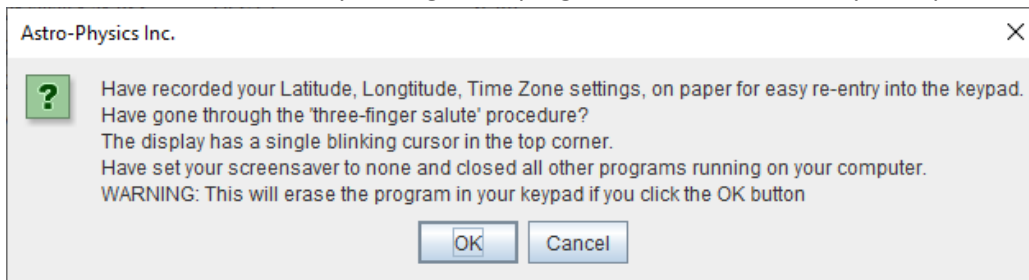 Astro-Physics Inc.
Have recorded your Latitude, Longtitude, Time Zone settings, on paper for easy re-entry into the keypad.
Have gone through the 'three-finger salute' procedure?
The display has a single blinking cursor in the top corner.
Have set your screensaver to none and closed all other programs running on your computer.
WARNING: This will erase the program in your keypad if you click the OK button
OK Cancel